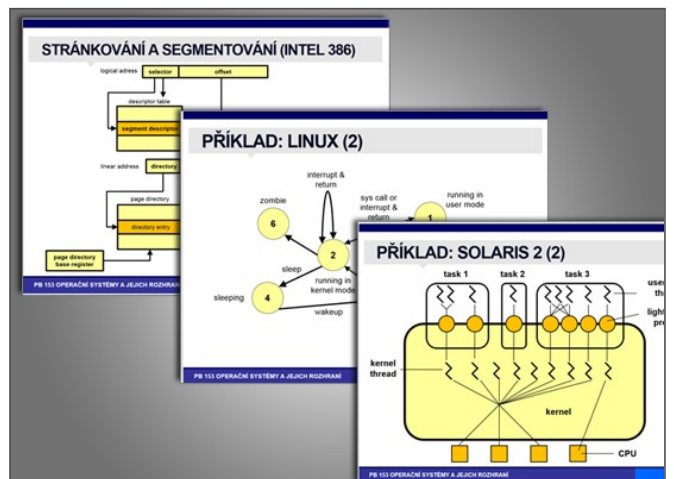 STRÁNKOVÁNÍ A SEGMENTOVÁNÍ (INTEL 386)
logical adress
selector
offset
descriptor table
segment descriptor
linear address
directory
page directory
directory entry
page directory
base register
PB 153 OPERAČNÍ SYSTÉMY A JEJICH ROZHRANÍ
PŘÍKLAD: LINUX (2)
interrupt &
return
zombie
sys call or
interrupt &
return
running in
user mode
6
1
2
sleep
running in
kernel mode
sleeping
4
wakeup
PB 153 OPERAČNÍ SYSTÉMY A JEJICH ROZHRANÍ
PŘÍKLAD: SOLARIS 2 (2)
task 1
task 2
task 3
kernel
thread
kernel
CPU
PB 153 OPERAČNÍ SYSTÉMY A JEJICH ROZHRANÍ